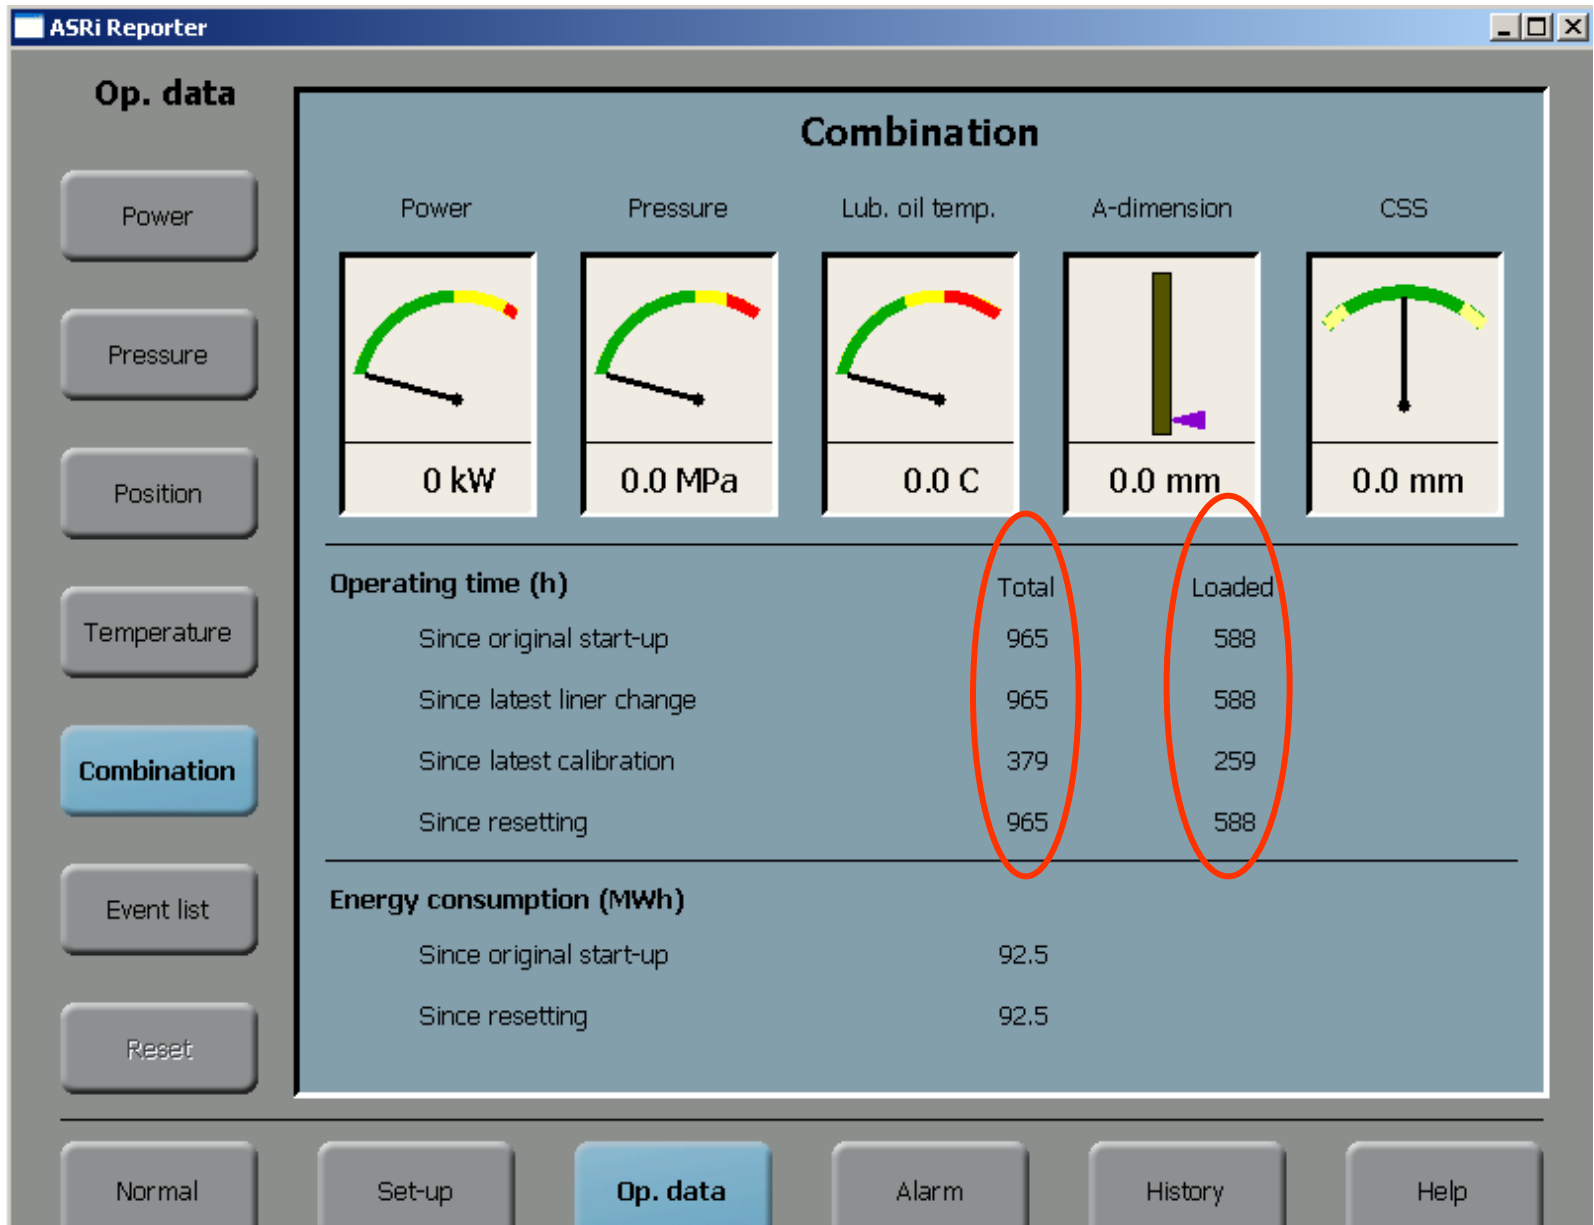 ASRi Reporter
Op. data
Combination
Power
Power
Pressure
Lub. oil temp.
A-dimension
CSS
Pressure
0 kW
0.0 MPa
0.0 C
0.0 mm
0.0 mm
Position
Operating time (h) Total Loaded
Temperature
Since original start-up 965 588
Since latest liner change 965 588
Combination
Since latest calibration 379 259
Since resetting 965 588
Event list
Energy consumption (MWh)
Since original start-up 92.5
Since resetting 92.5
Reset
Normal Set-up Op. data Alarm History Help